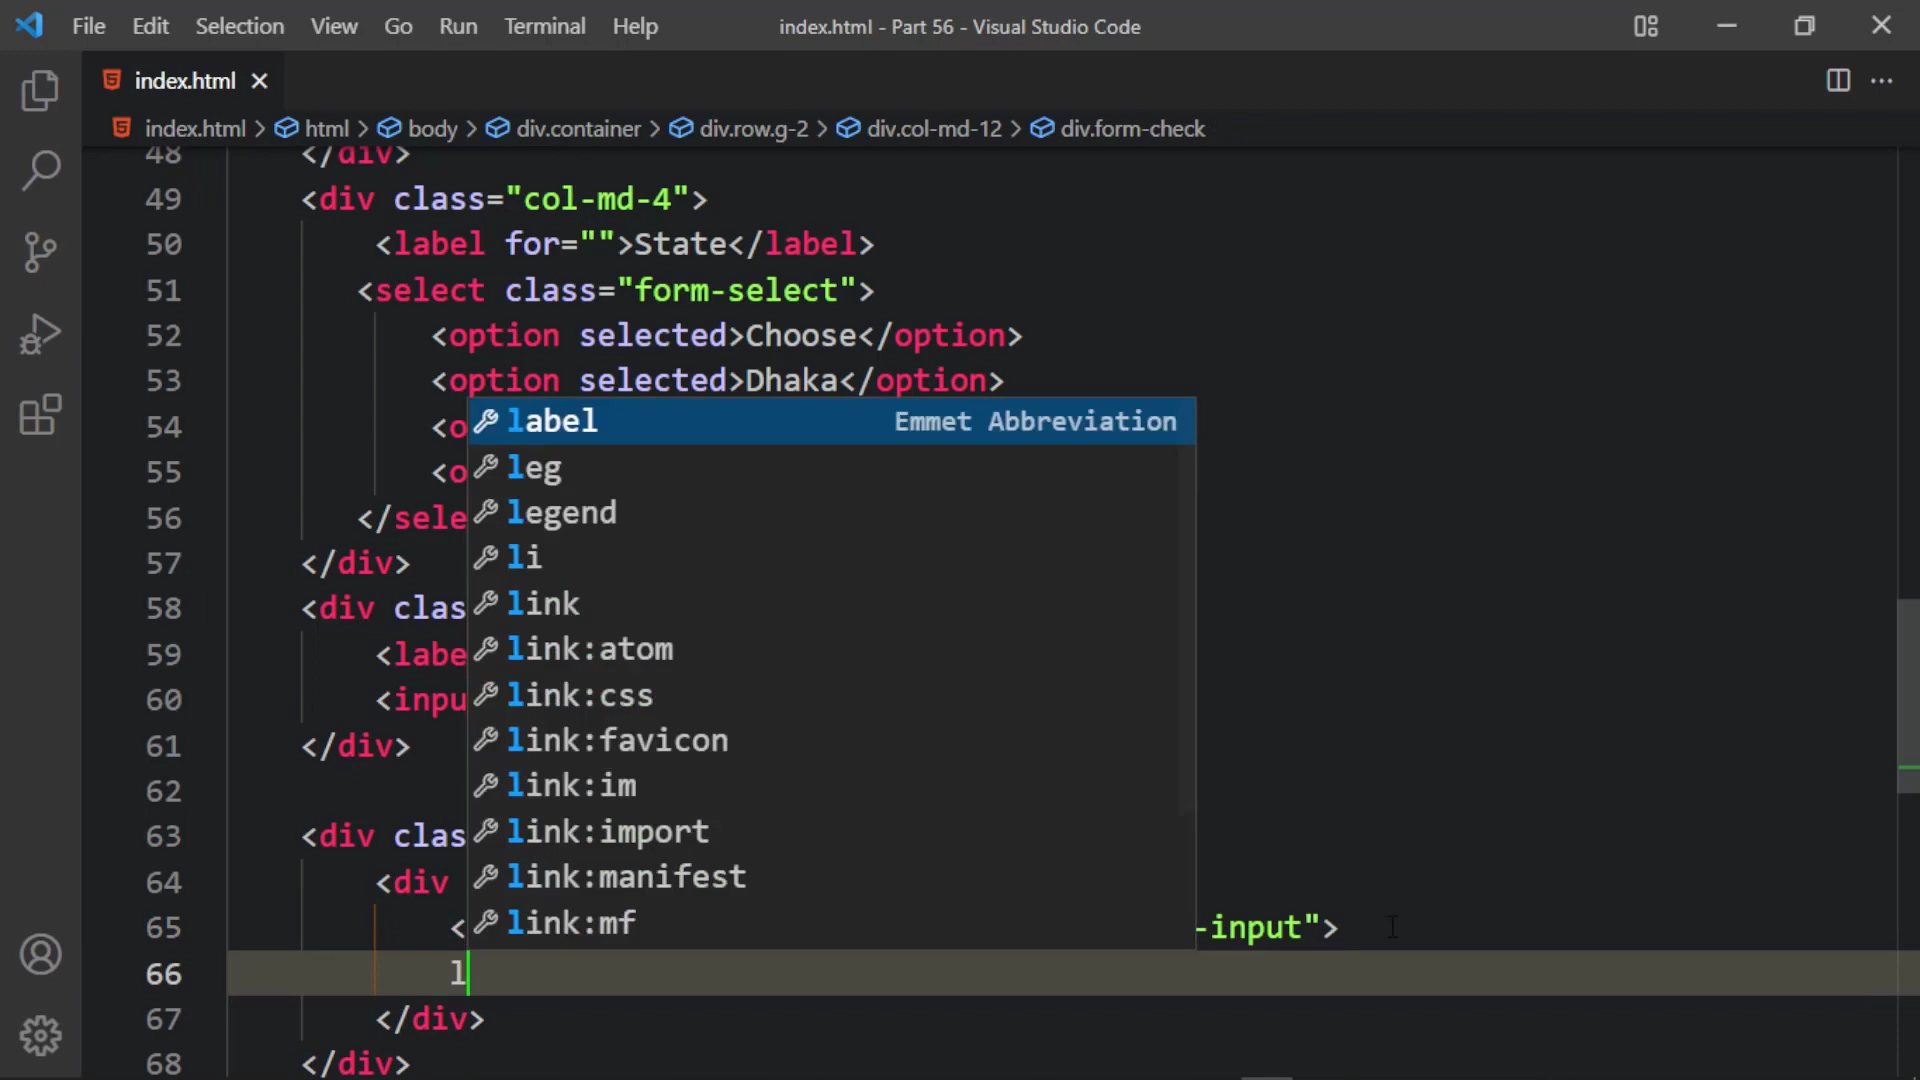 File Edit Selection View Go Run Terminal Help index.html - Part 56 - Visual Studio Code
index.html
index.html > html > body > div.container > div.row.g-2 > div.col-md-12 > div.form-check
48 </div>
49 <div class="col-md-4">
50 <label for="">State</label>
51 <select class="form-select">
52 <option selected>Choose</option>
53 <option selected>Dhaka</option>
label Emmet Abbreviation
54 <o
leg
55 <o
legend
56 </sele
li
57 </div>
link
58 <div clas
link:atom
59 <labe
link:css
60 <inpu
link:favicon
61 </div>
link:im
62
link:import
63 <div clas
link:manifest
64 <div
link:mf
65 < -input">
66 l
67 </div>
68 </div>